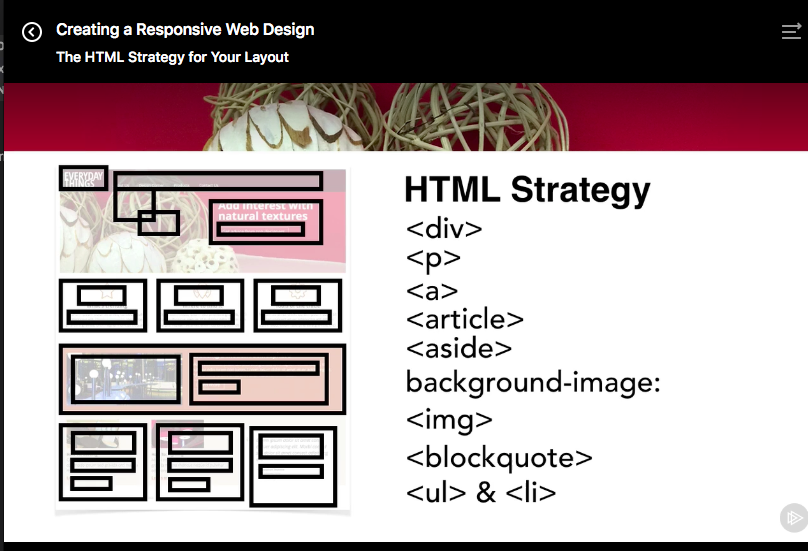 Creating a Responsive Web Design
The HTML Strategy for Your Layout
EVERYDAY
THINGS
Add interest with
natural textures
HTML Strategy
<div>
<p>
<a>
<article>
<aside>
background-image:
<img>
<blockquote>
<ul> & <li>